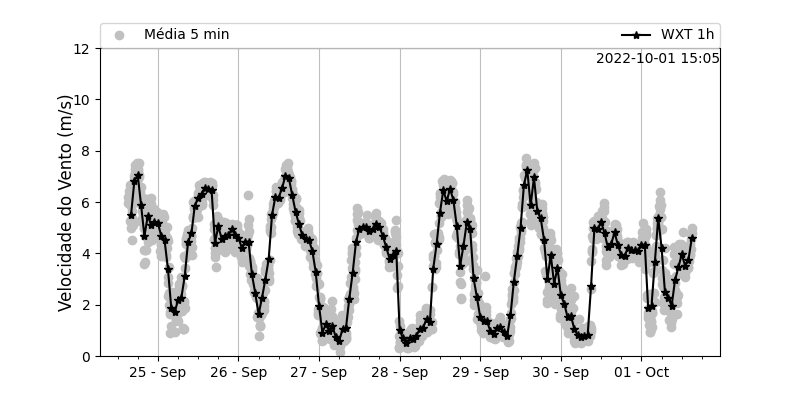 Média 5 min
WXT 1h
2022-10-01 15:05
Velocidade do Vento (m/s)
12
10
8
6
4
2
0
25 - Sep
26 - Sep
27 - Sep
28 - Sep
29 - Sep
30 - Sep
01 - Oct